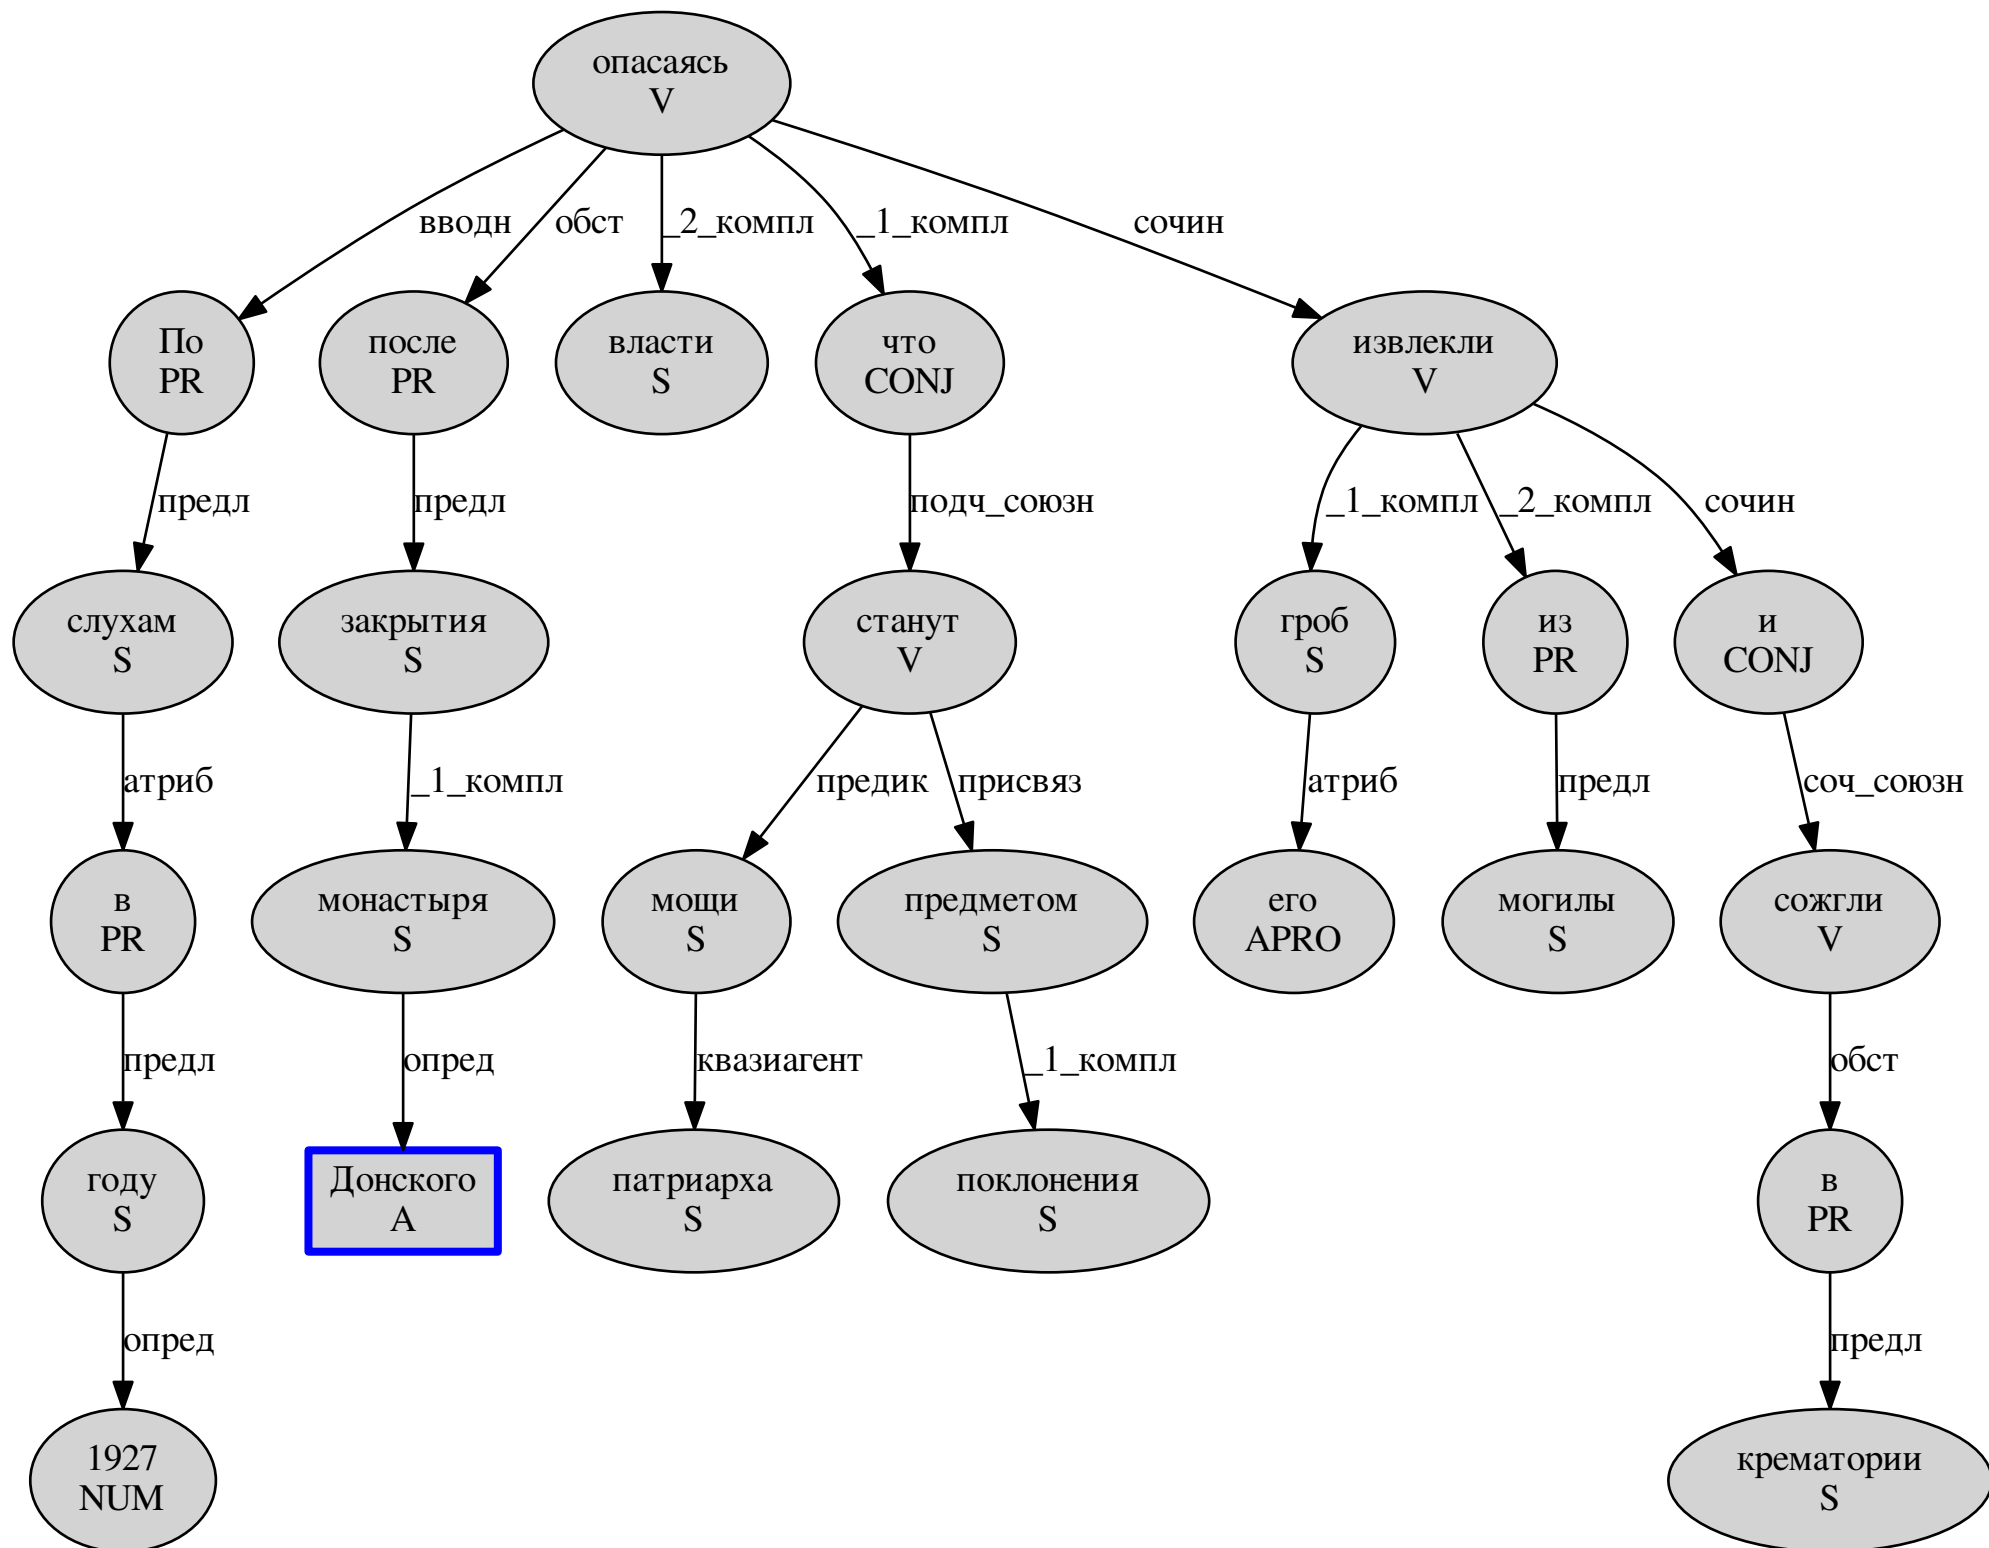 опасаясь
V
вводн
обст
_2_компл
_1_компл
сочин
По
PR
после
PR
власти
S
что
CONJ
извлекли
V
предл
предл
подч_союзн
_1_компл
_2_компл
сочин
слухам
S
закрытия
S
станут
V
гроб
S
из
PR
и
CONJ
атриб
_1_компл
предик
присвяз
атриб
предл
соч_союзн
в
PR
монастыря
S
мощи
S
предметом
S
его
APRO
могилы
S
сожгли
V
предл
опред
квазиагент
_1_компл
обст
году
S
Донского
A
патриарха
S
поклонения
S
в
PR
опред
предл
1927
NUM
крематории
S